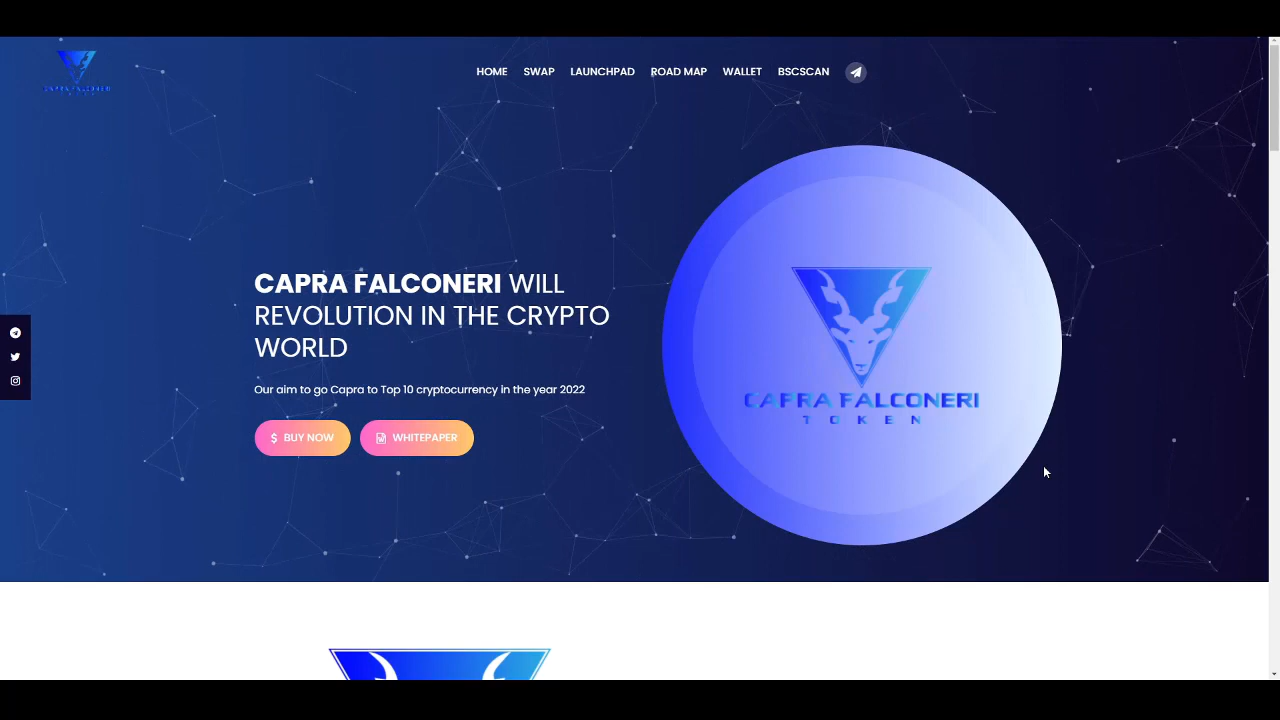 HOME SWAP LAUNCHPAD ROAD MAP WALLET BSCSCAN
CAPRA FALCONERI WILL
REVOLUTION IN THE CRYPTO
WORLD
Our aim to go Capra to Top 10 cryptocurrency in the year 2022
BUY NOW WHITEPAPER
CAPRA FALCONERI
TOKEN